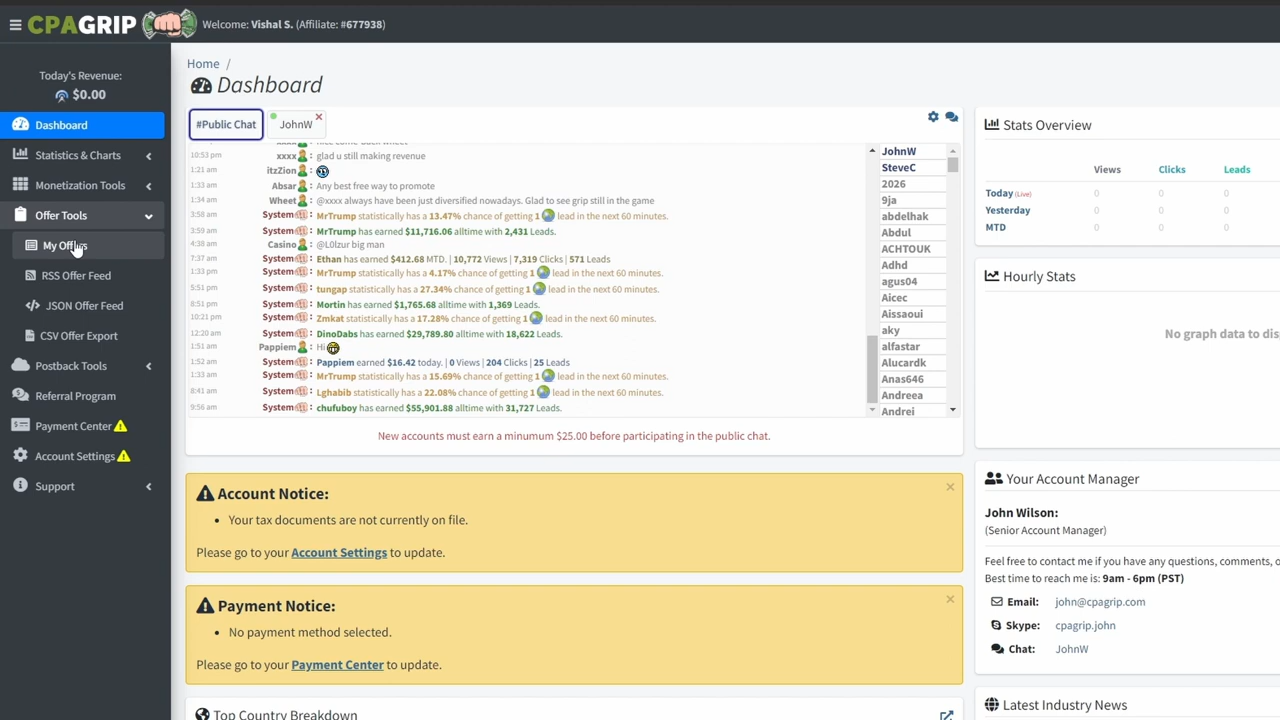 CPAGRIP
Welcome: Vishal S. (Affiliate: #677938)
Today's Revenue:
$0.00
Dashboard
Statistics & Charts
Monetization Tools
Offer Tools
My Offers
RSS Offer Feed
JSON Offer Feed
CSV Offer Export
Postback Tools
Referral Program
Payment Center
Account Settings
Support
Home /
Dashboard
#Public Chat
JohnW
10:53 pm xxxx : glad u still making revenue
1:21 am itzZion :
1:33 am Absar : Any best free way to promote
1:34 am Wheet : @xxxx always have been just diversified nowadays. Glad to see grip still in the game
3:58 am System : MrTrump statistically has a 13.47% chance of getting 1 lead in the next 60 minutes.
3:59 am System : MrTrump has earned $11,716.06 alltime with 2,431 Leads.
4:38 am Casino : @L0lzur big man
7:37 am System : Ethan has earned $412.68 MTD. | 10,772 Views | 7,319 Clicks | 571 Leads
1:33 pm System : MrTrump statistically has a 4.17% chance of getting 1 lead in the next 60 minutes.
8:51 pm System : tungap statistically has a 27.34% chance of getting 1 lead in the next 60 minutes.
8:51 pm System : Mortin has earned $1,765.68 alltime with 1,369 Leads.
10:21 pm System : Zmkat statistically has a 17.28% chance of getting 1 lead in the next 60 minutes.
12:20 am System : DinoDabs has earned $29,789.80 alltime with 18,622 Leads.
1:51 am Pappiem : Hi
1:52 am System : Pappiem earned $16.42 today. | 0 Views | 204 Clicks | 25 Leads
1:33 am System : MrTrump statistically has a 15.69% chance of getting 1 lead in the next 60 minutes.
8:41 am System : Lghabib statistically has a 22.08% chance of getting 1 lead in the next 60 minutes.
9:56 am System : chufuboy has earned $55,901.88 alltime with 31,727 Leads.
JohnW
SteveC
2026
9ja
abdelhak
Abdul
ACHTOUK
Adhd
agus04
Aicec
Aissaoui
aky
alfastar
Alucardk
Anas646
Andreea
Andrei
New accounts must earn a minumum $25.00 before participating in the public chat.
Account Notice:
Your tax documents are not currently on file.
Please go to your Account Settings to update.
Payment Notice:
No payment method selected.
Please go to your Payment Center to update.
Top Country Breakdown
Stats Overview
Views Clicks Leads
Today (Live) 0 0 0
Yesterday 0 0 0
MTD 0 0 0
Hourly Stats
No graph data to dis
Your Account Manager
John Wilson:
(Senior Account Manager)
Feel free to contact me if you have any questions, comments, o
Best time to reach me is: 9am - 6pm (PST)
Email: john@cpagrip.com
Skype: cpagrip.john
Chat: JohnW
Latest Industry News